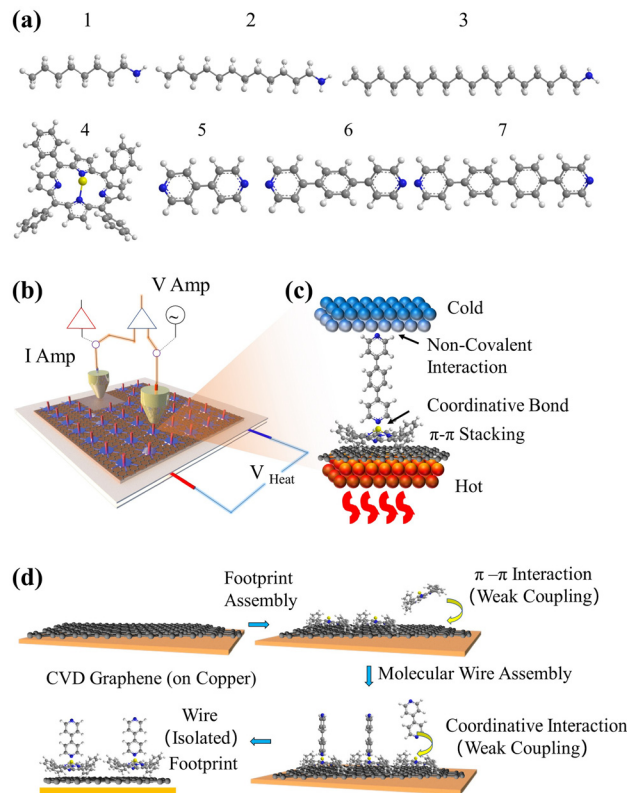 (a)
1
2
3
4
5
6
7
(b)
V Amp
~
I Amp
V Heat
(c)
Cold
Non-Covalent
Interaction
Coordinative Bond
π-π Stacking
Hot
(d)
Footprint
Assembly
π –π Interaction
(Weak Coupling)
CVD Graphene (on Copper)
Molecular Wire Assembly
Wire
(Isolated)
Footprint
Coordinative Interaction
(Weak Coupling)